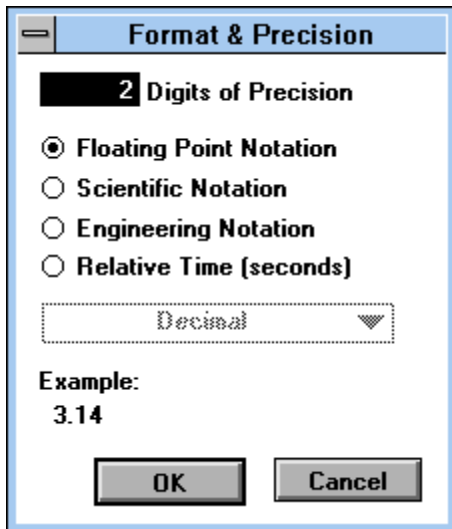 Format & Precision
2 Digits of Precision
Floating Point Notation
Scientific Notation
Engineering Notation
Relative Time (seconds)
Decimal
Example:
3.14
OK Cancel